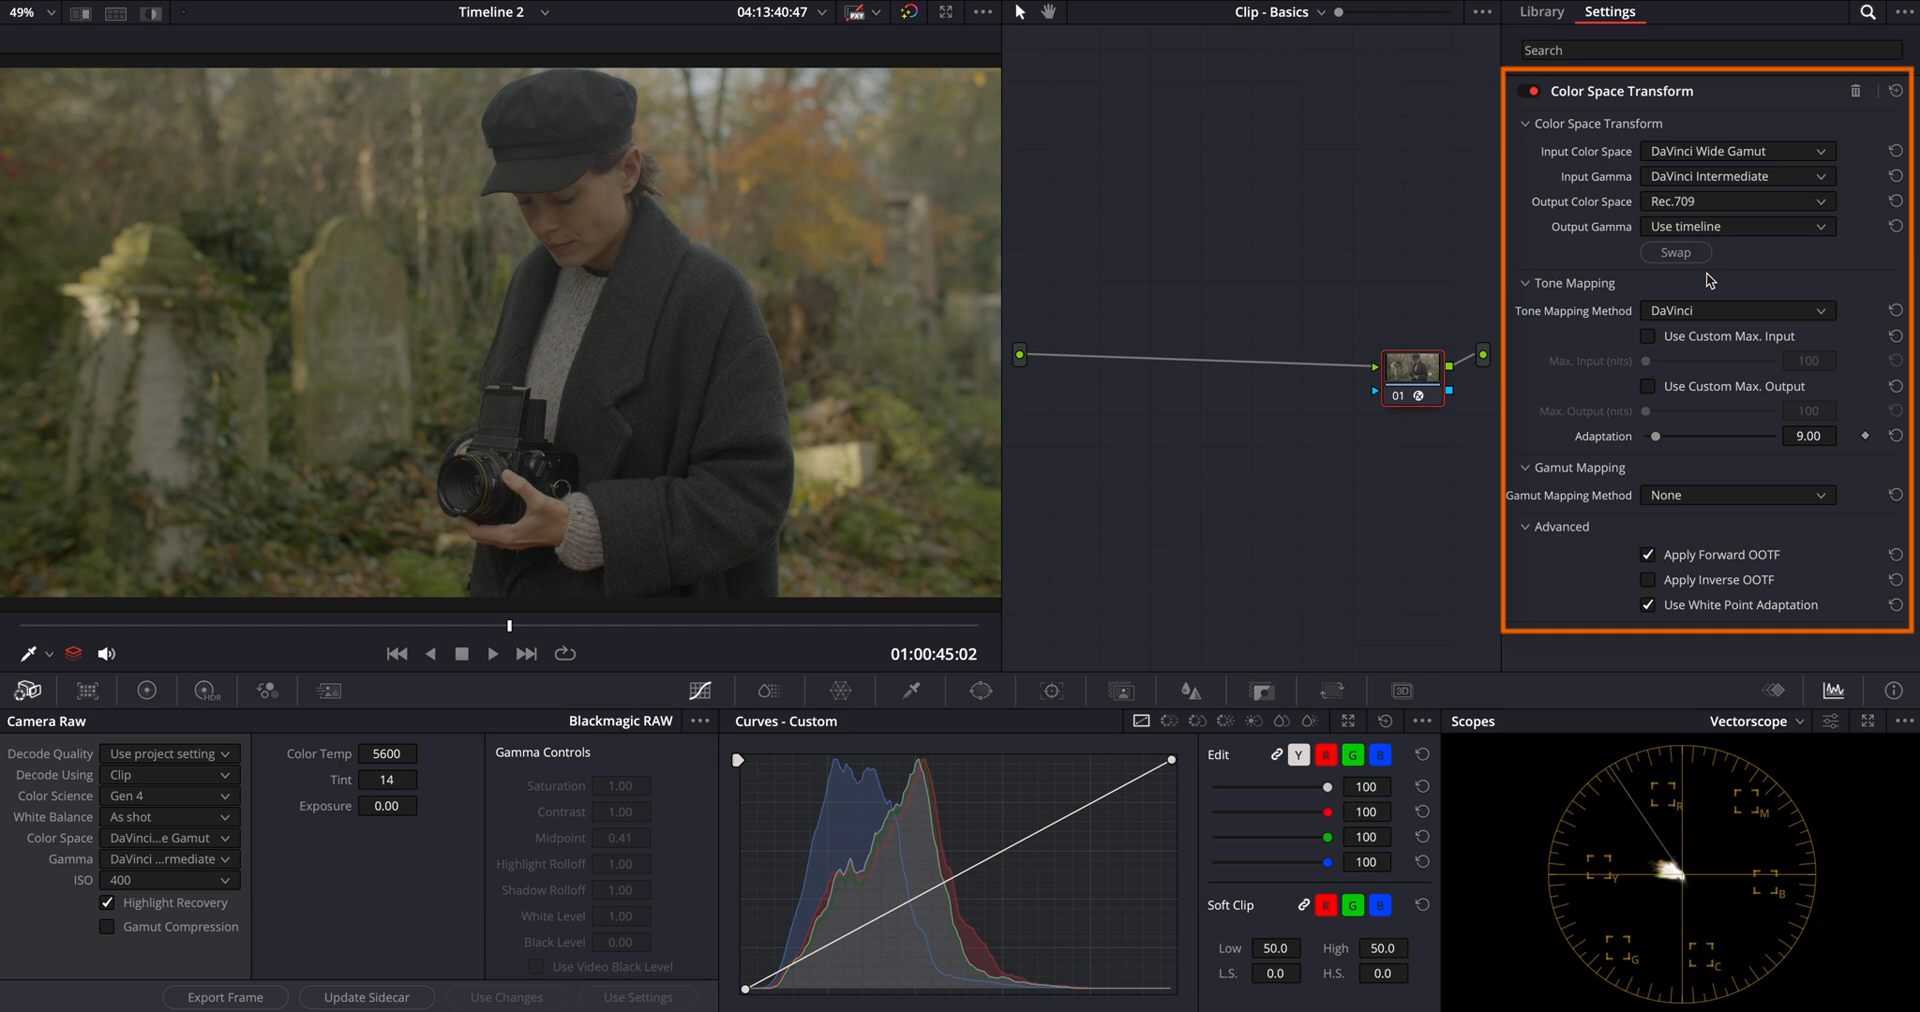 49%
Timeline 2
04:13:40:47
PXY
Clip - Basics
Library
Settings
Search
Color Space Transform
Color Space Transform
Input Color Space DaVinci Wide Gamut
Input Gamma DaVinci Intermediate
Output Color Space Rec.709
Output Gamma Use timeline
Swap
Tone Mapping
Tone Mapping Method DaVinci
Use Custom Max. Input
Max. Input (nits) 100
Use Custom Max. Output
Max. Output (nits) 100
Adaptation 9.00
Gamut Mapping
Gamut Mapping Method None
Advanced
Apply Forward OOTF
Apply Inverse OOTF
Use White Point Adaptation
01
01:00:45:02
HDR
3D
Camera Raw
Blackmagic RAW
Decode Quality Use project setting
Decode Using Clip
Color Science Gen 4
White Balance As shot
Color Space DaVinci...e Gamut
Gamma DaVinci ...rmediate
ISO 400
Highlight Recovery
Gamut Compression
Color Temp 5600
Tint 14
Exposure 0.00
Gamma Controls
Saturation 1.00
Contrast 1.00
Midpoint 0.41
Highlight Rolloff 1.00
Shadow Rolloff 1.00
White Level 1.00
Black Level 0.00
Use Video Black Level
Export Frame
Update Sidecar
Use Changes
Use Settings
Curves - Custom
Edit Y R G B
100
100
100
100
Soft Clip R G B
Low 50.0 High 50.0
L.S. 0.0 H.S. 0.0
Scopes
Vectorscope
R
M
Y
B
G
C